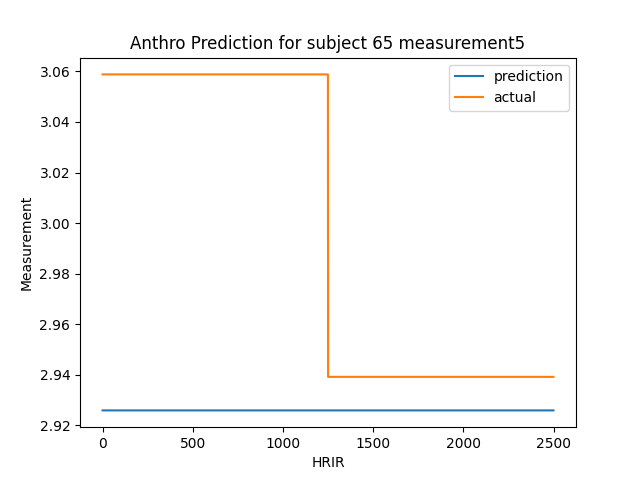 Anthro Prediction for subject 65 measurement5
prediction
actual
3.06
3.04
3.02
3.00
2.98
2.96
2.94
2.92
Measurement
0 500 1000 1500 2000 2500
HRIR